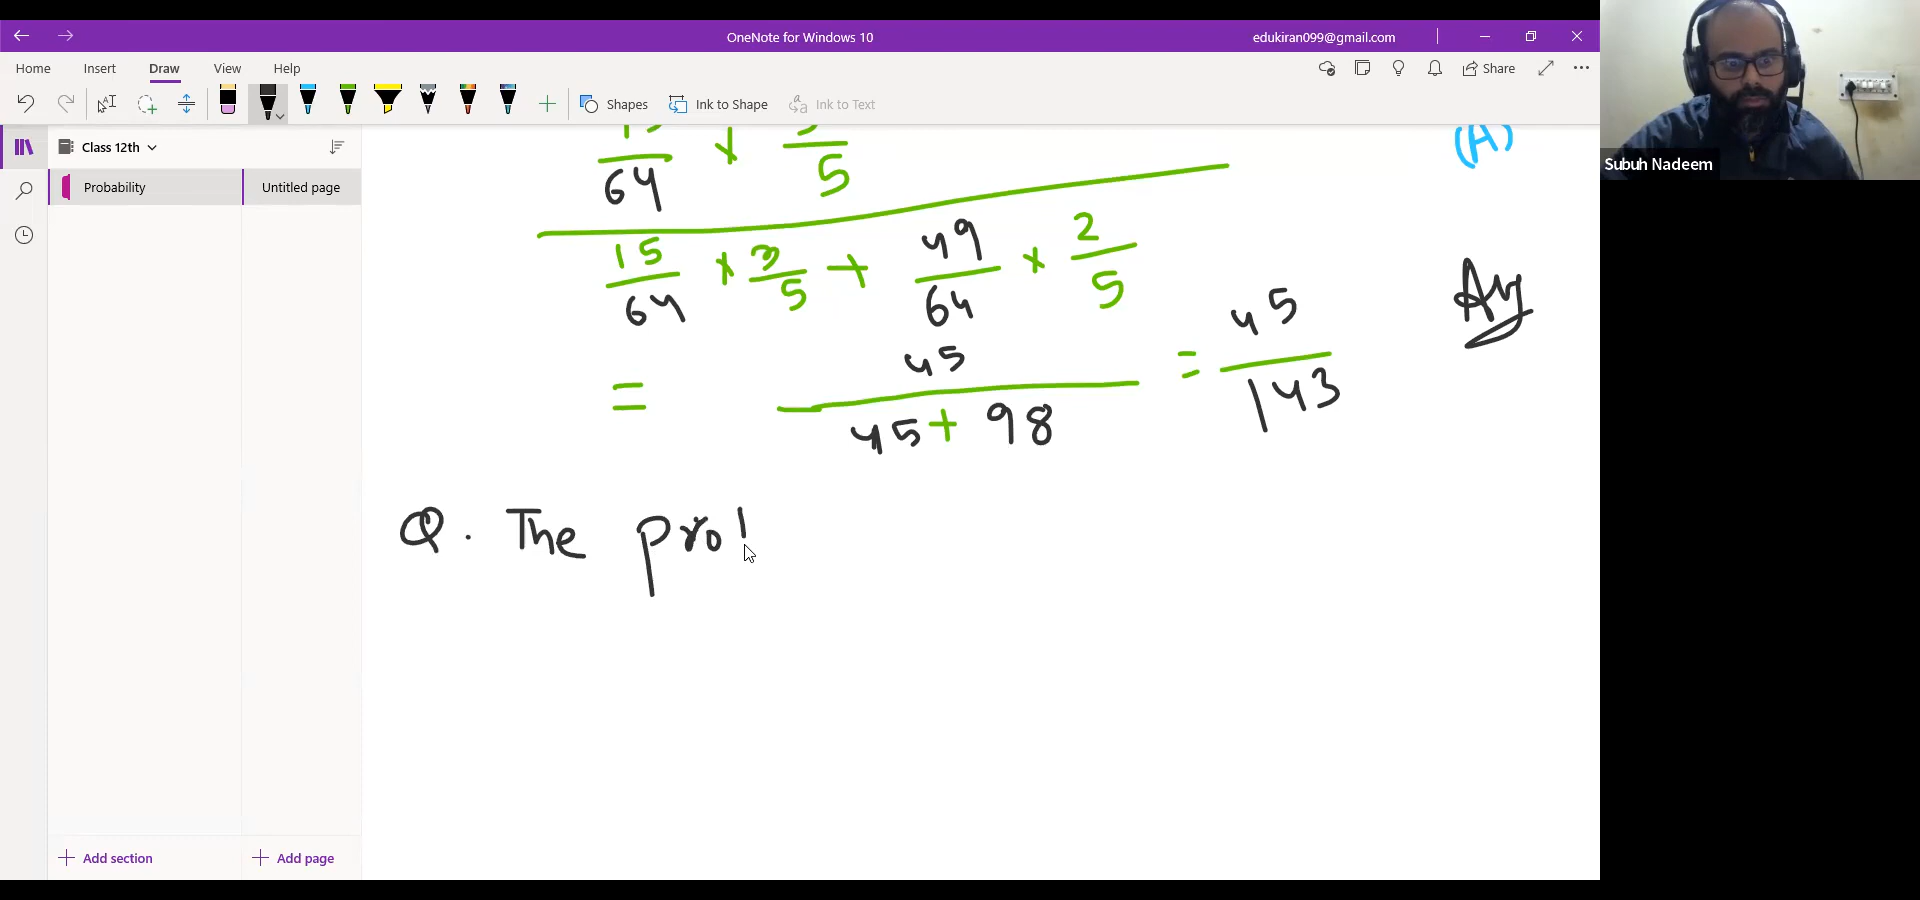 OneNote for Windows 10
edukiran099@gmail.com
Home Insert Draw View Help
Share
Shapes Ink to Shape Ink to Text
Class 12th
Probability
Untitled page
64 × 5
15/64 × 3/5 + 49/64 × 2/5
= 45/(45 + 98) = 45/143
(A)
Q. The pro
Add section
Add page
Subuh Nadeem